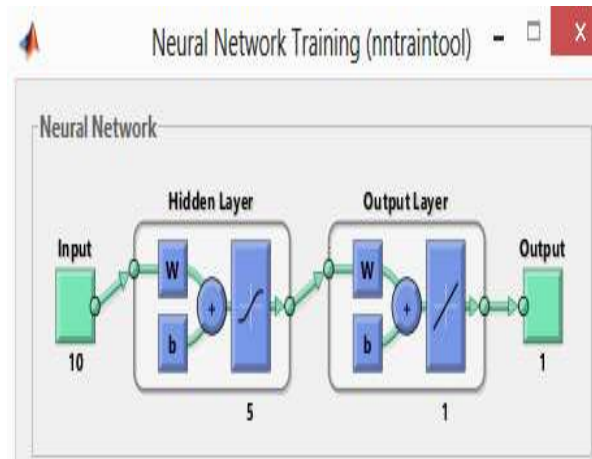 Neural Network Training (nntraintool)
Neural Network
Hidden Layer
Output Layer
Input
Output
W
W
+
+
b
b
10
1
5
1